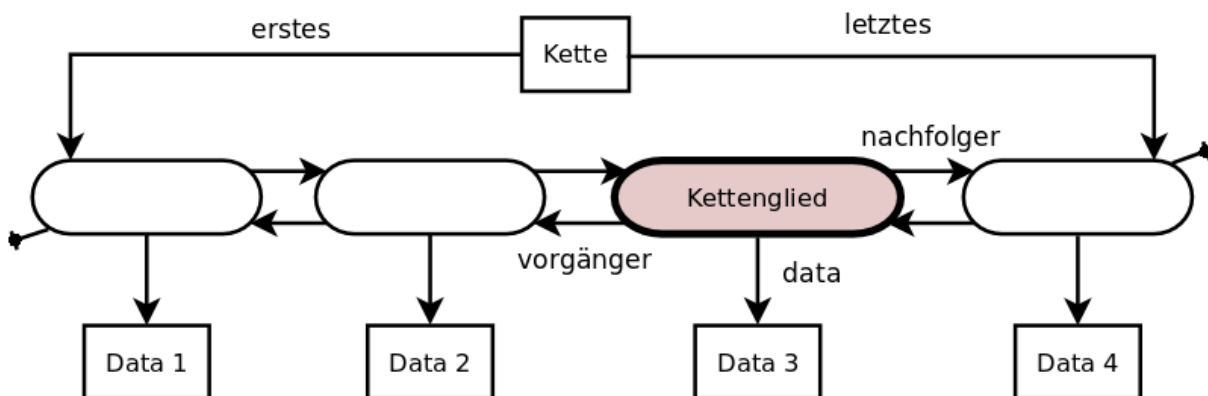 erstes
Kette
letztes
nachfolger
Kettenglied
vorgänger
data
Data 1
Data 2
Data 3
Data 4